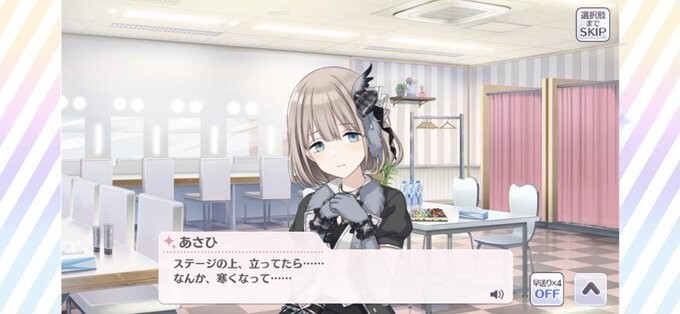 選択肢
まで
SKIP
あさひ
ステージの上、立ってたら……
なんか、寒くなって……
早送り×4
OFF